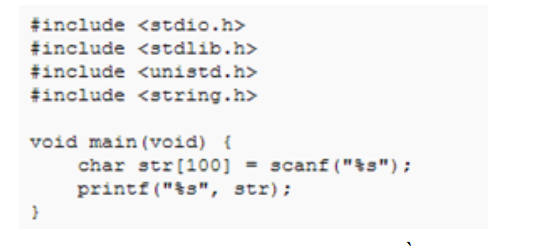 #include <stdio.h>
#include <stdlib.h>
#include <unistd.h>
#include <string.h>
void main(void) {
    char str[100] = scanf("%s");
    printf("%s", str);
}